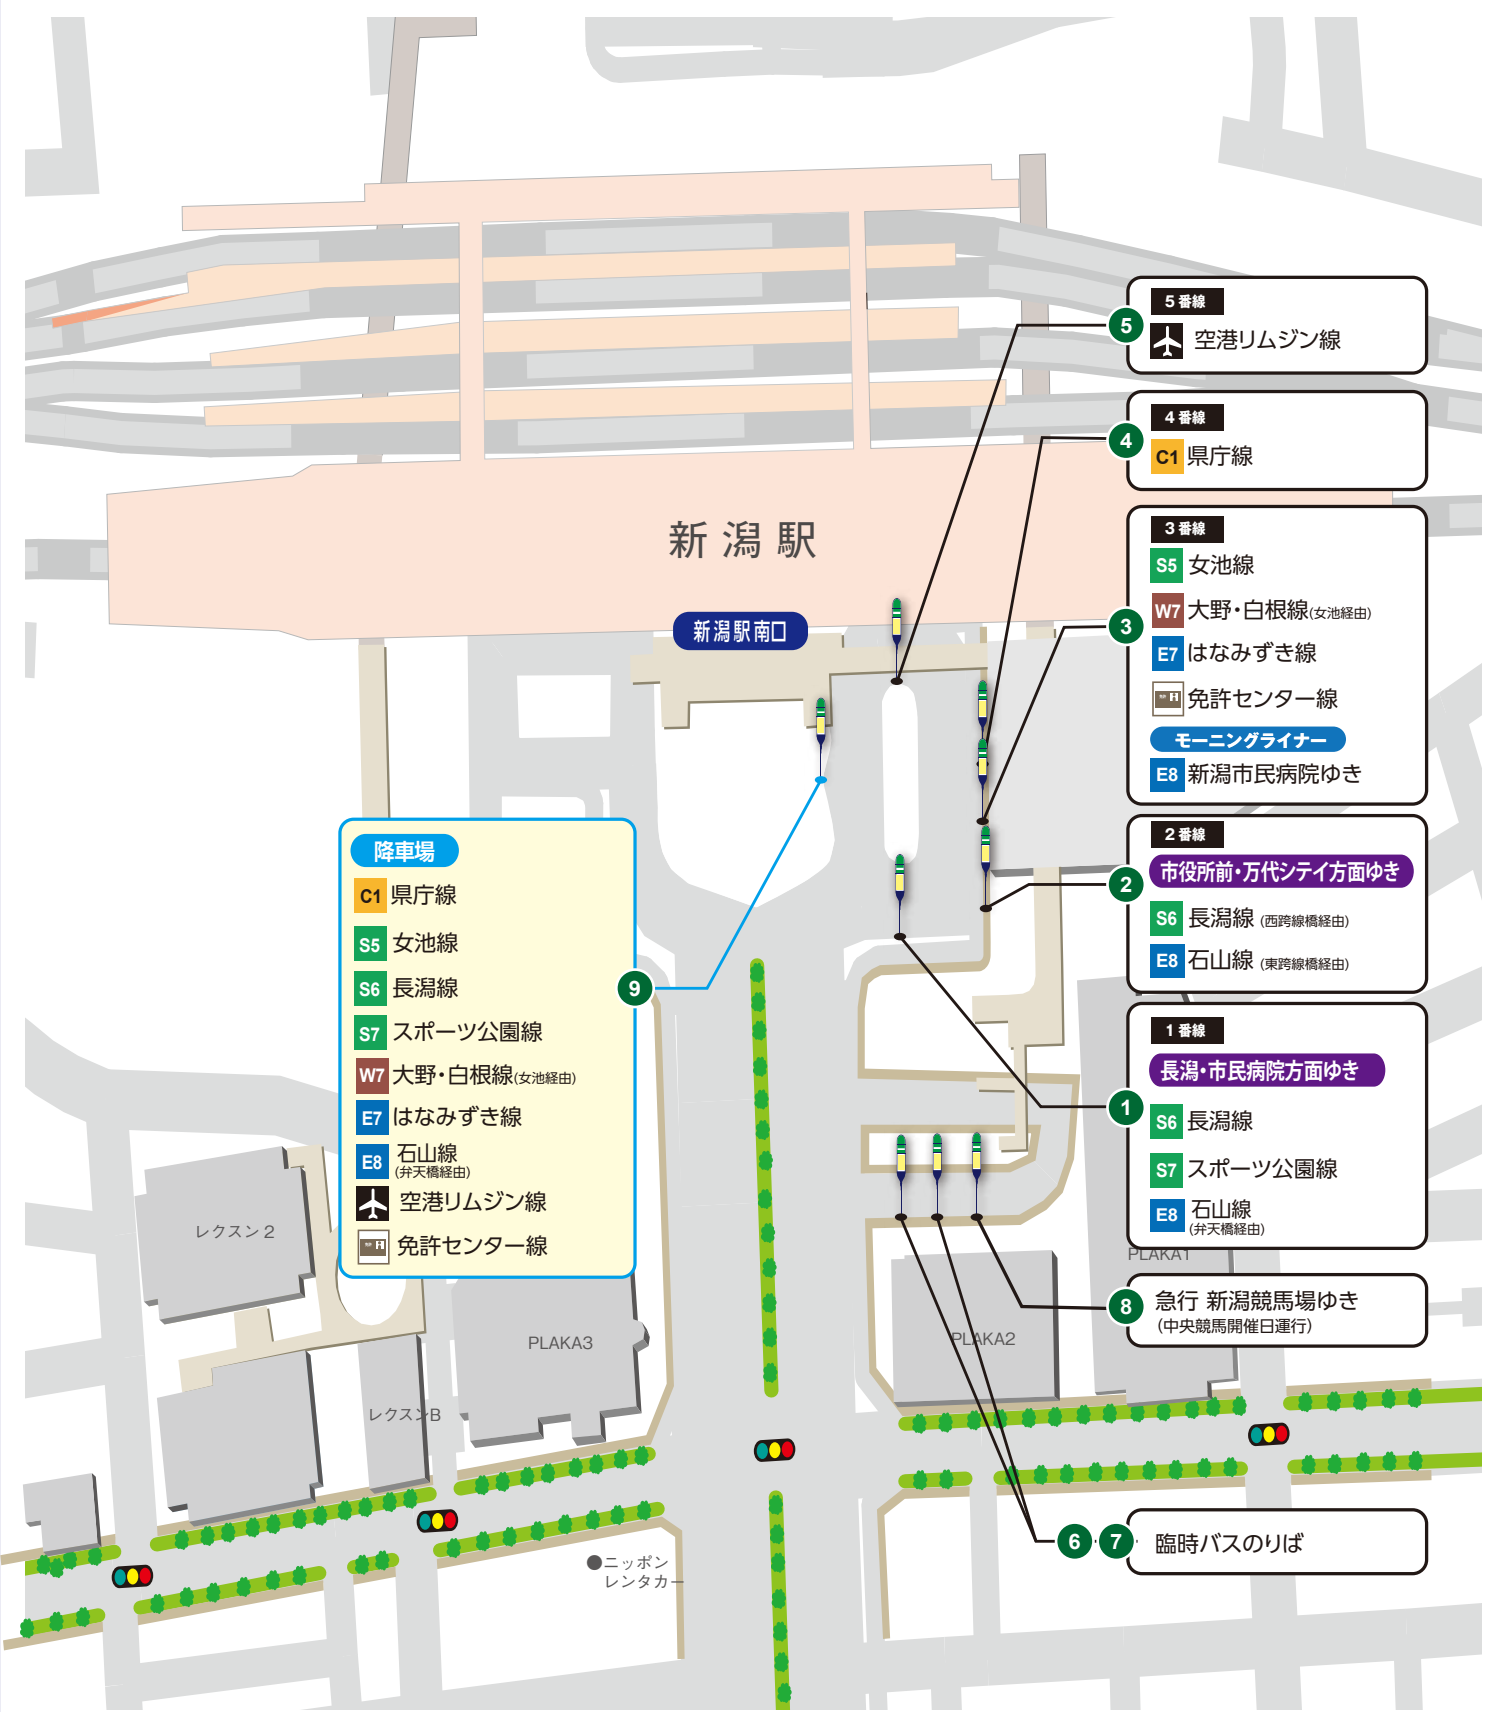 5番線
5
空港リムジン線
4番線
4
C1 県庁線
新潟駅
3番線
S5 女池線
W7 大野・白根線(女池経由)
3
新潟駅南口
E7 はなみずき線
免許センター線
モーニングライナー
E8 新潟市民病院ゆき
2番線
市役所前・万代シテイ方面ゆき
2
S6 長潟線 (西跨線橋経由)
E8 石山線 (東跨線橋経由)
降車場
C1 県庁線
S5 女池線
S6 長潟線
9
S7 スポーツ公園線
W7 大野・白根線(女池経由)
E7 はなみずき線
E8 石山線
(弁天橋経由)
空港リムジン線
免許センター線
1番線
長潟・市民病院方面ゆき
1
S6 長潟線
S7 スポーツ公園線
E8 石山線
(弁天橋経由)
レクスン2
PLAKA1
8
急行 新潟競馬場ゆき
(中央競馬開催日運行)
PLAKA3
PLAKA2
レクスンB
6 7
臨時バスのりば
●ニッポン
レンタカー